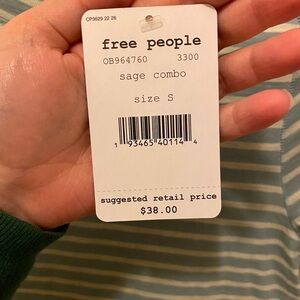 CP3629 22 26
free people
OB964760 3300
sage combo
size S
1 93465 40114 4
suggested retail price
$38.00